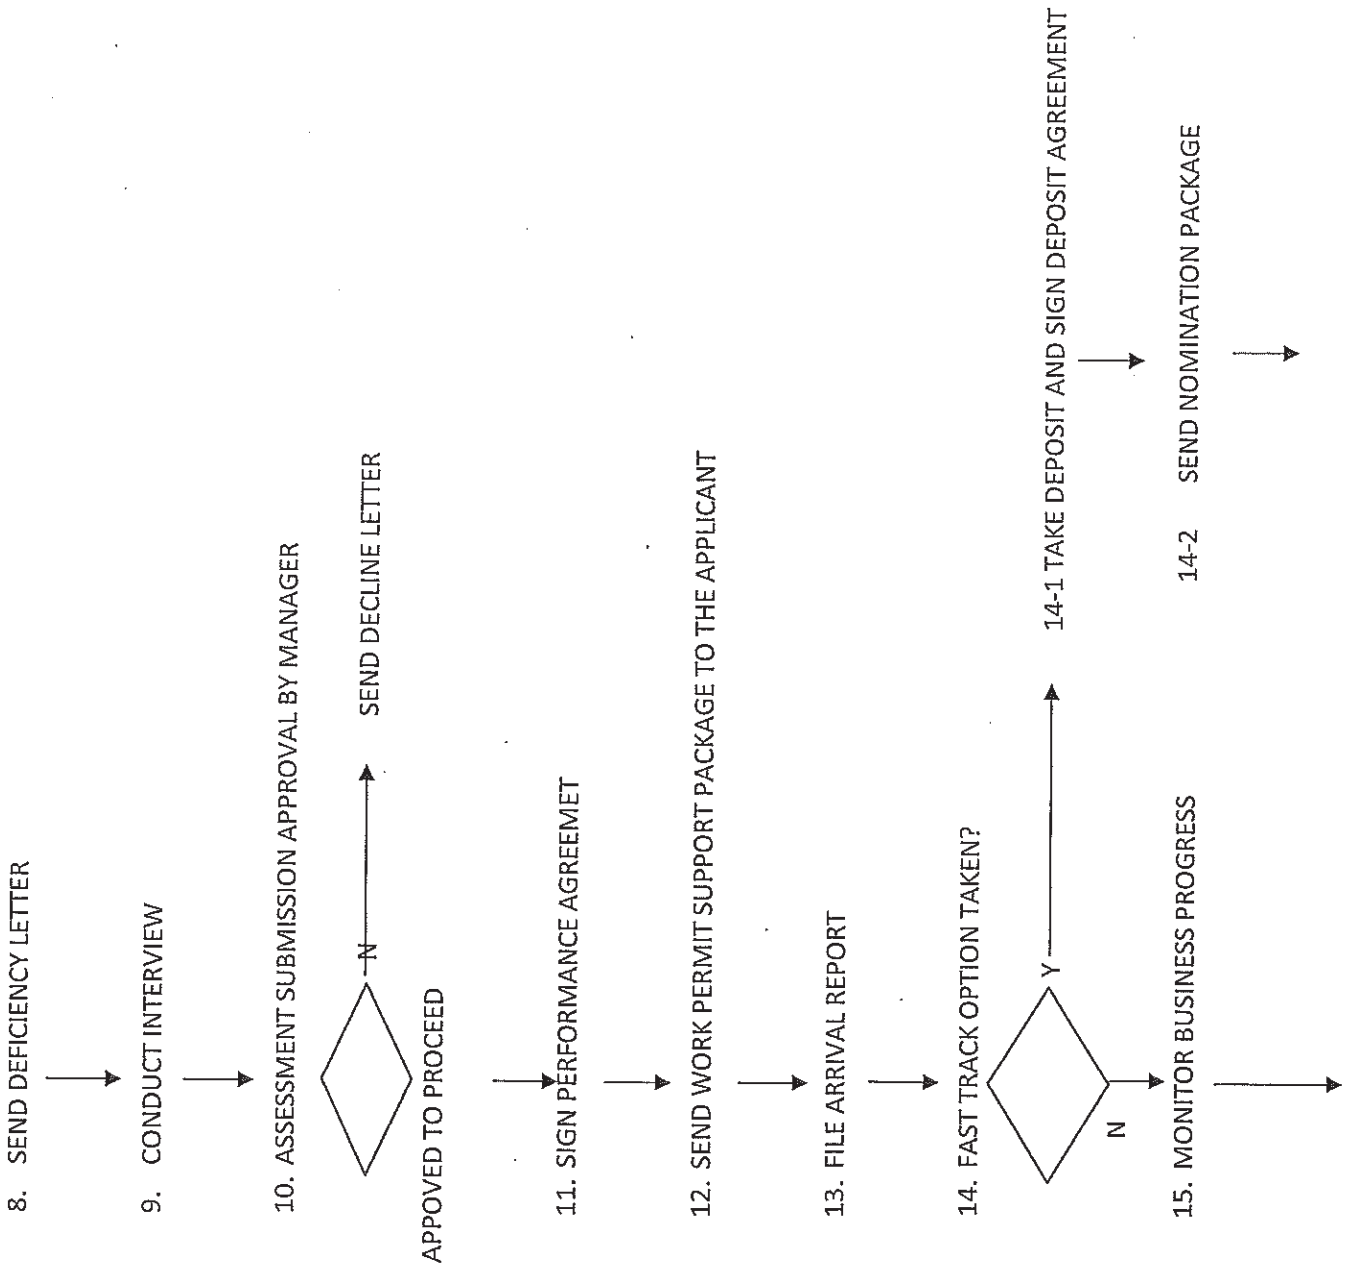 8. SEND DEFICIENCY LETTER
9. CONDUCT INTERVIEW
10. ASSESSMENT SUBMISSION APPROVAL BY MANAGER
N
SEND DECLINE LETTER
APPOVED TO PROCEED
11. SIGN PERFORMANCE AGREEMET
12. SEND WORK PERMIT SUPPORT PACKAGE TO THE APPLICANT
13. FILE ARRIVAL REPORT
14. FAST TRACK OPTION TAKEN?
Y
14-1 TAKE DEPOSIT AND SIGN DEPOSIT AGREEMENT
N
15. MONITOR BUSINESS PROGRESS
14-2 SEND NOMINATION PACKAGE